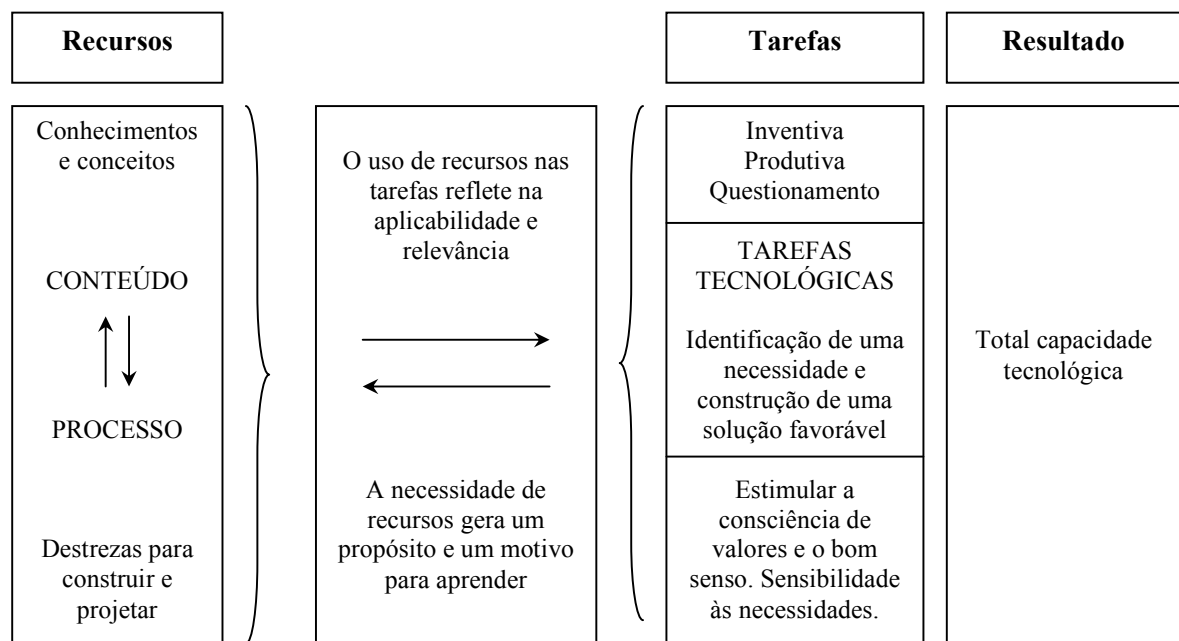 Recursos
Tarefas
Resultado
Conhecimentos
e conceitos
CONTEÚDO
PROCESSO
Destrezas para
construir e
projetar
O uso de recursos nas
tarefas reflete na
aplicabilidade e
relevância
A necessidade de
recursos gera um
propósito e um motivo
para aprender
Inventiva
Produtiva
Questionamento
TAREFAS
TECNOLÓGICAS
Identificação de uma
necessidade e
construção de uma
solução favorável
Estimular a
consciência de
valores e o bom
senso. Sensibilidade
às necessidades.
Total capacidade
tecnológica